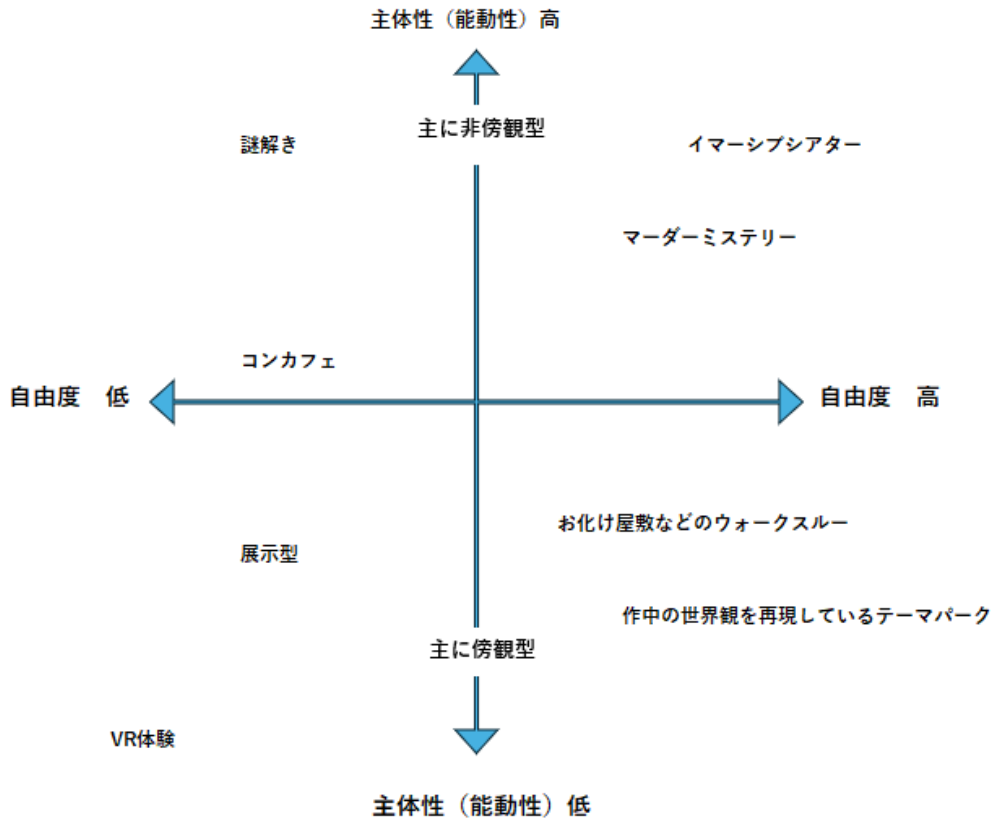 主体性（能動性）高
主に非傍観型
謎解き
イマーシブシアター
マーダーミステリー
コンカフェ
自由度　低
自由度　高
お化け屋敷などのウォークスルー
展示型
作中の世界観を再現しているテーマパーク
主に傍観型
VR体験
主体性（能動性）低